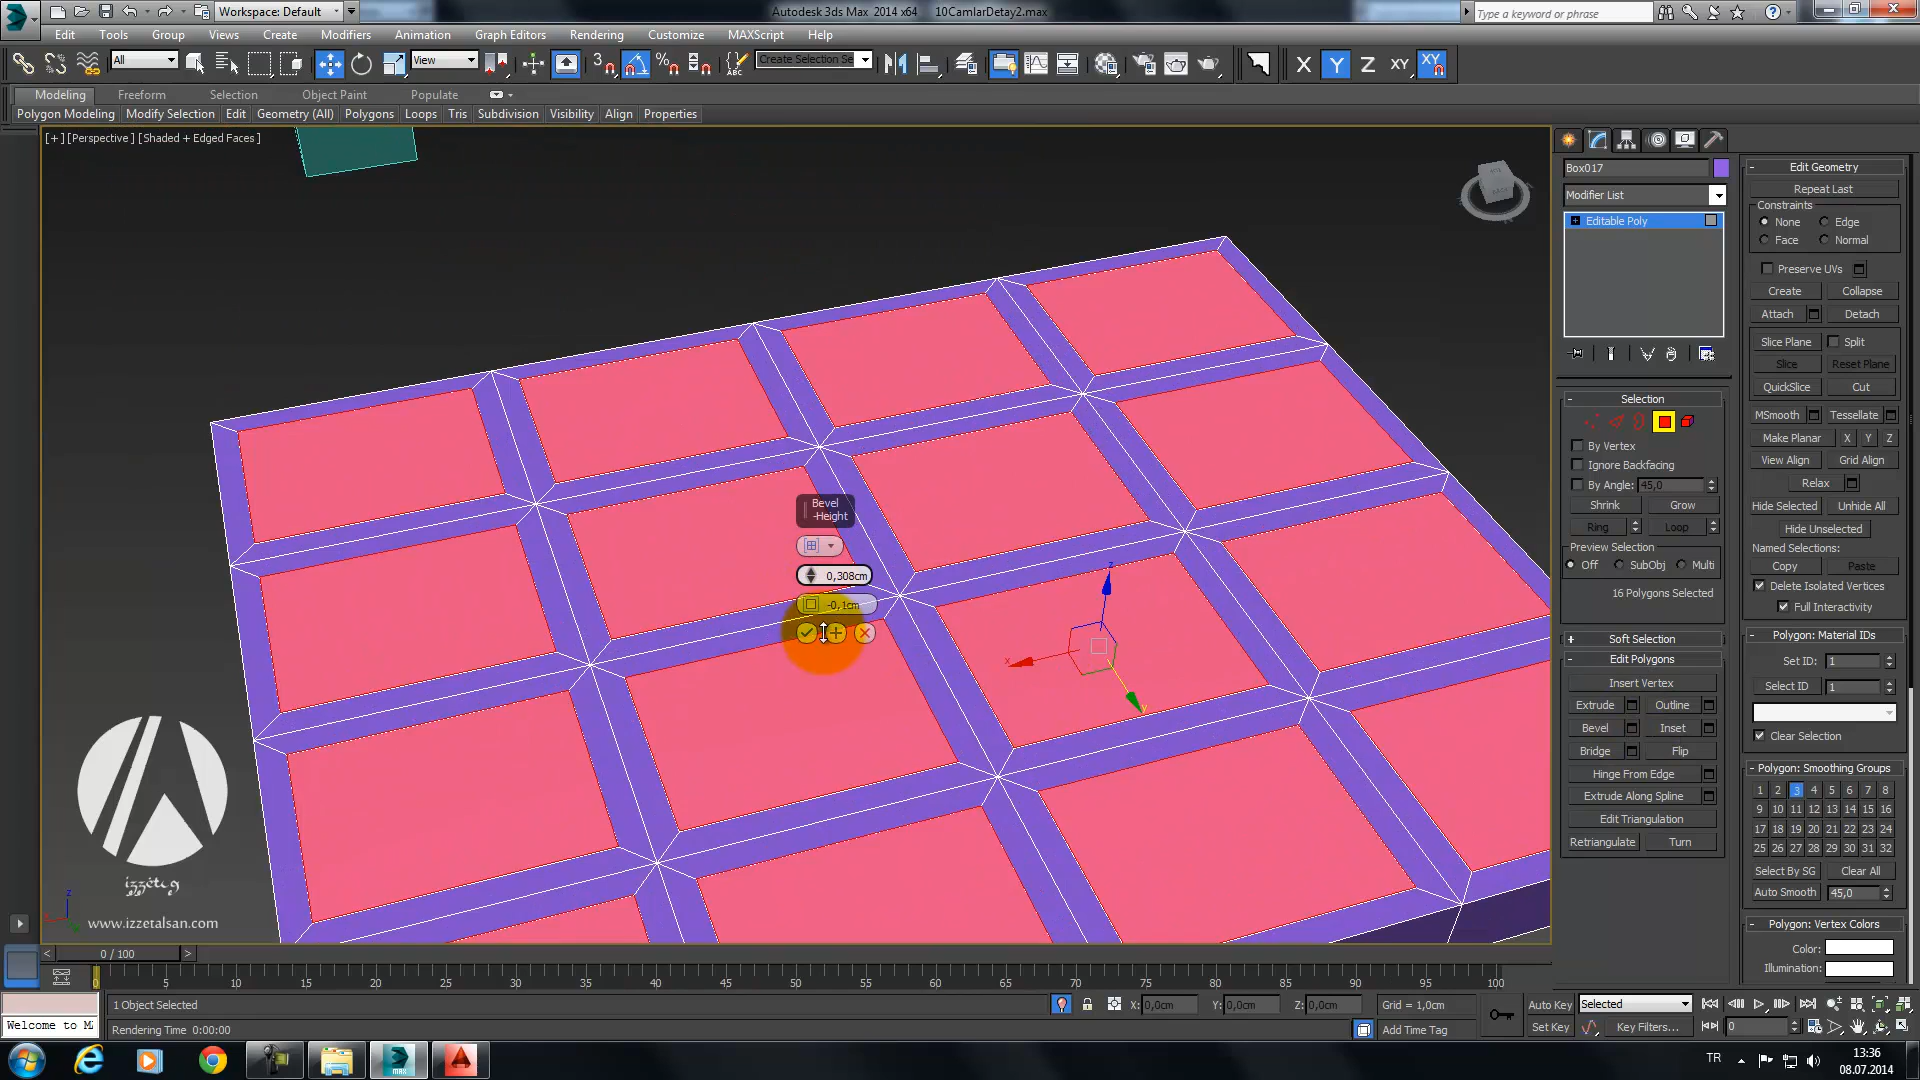 Workspace: Default
Autodesk 3ds Max 2014 x64 10CamlarDetay2.max
Type a keyword or phrase
Edit Tools Group Views Create Modifiers Animation Graph Editors Rendering Customize MAXScript Help
All
View
Create Selection Se
X Y Z XY XY
Modeling Freeform Selection Object Paint Populate
Polygon Modeling Modify Selection Edit Geometry (All) Polygons Loops Tris Subdivision Visibility Align Properties
[+] [Perspective] [Shaded + Edged Faces]
Bevel
-Height
0,308cm
-0,1cm
x
y
z
www.izzetalsan.com
Box017
Modifier List
Editable Poly
Selection
By Vertex
Ignore Backfacing
By Angle: 45,0
Shrink Grow
Ring Loop
Preview Selection
Off SubObj Multi
16 Polygons Selected
Soft Selection
Edit Polygons
Insert Vertex
Extrude Outline
Bevel Inset
Bridge Flip
Hinge From Edge
Extrude Along Spline
Edit Triangulation
Retriangulate Turn
Edit Geometry
Repeat Last
Constraints
None Edge
Face Normal
Preserve UVs
Create Collapse
Attach Detach
Slice Plane Split
Slice Reset Plane
QuickSlice Cut
MSmooth Tessellate
Make Planar X Y Z
View Align Grid Align
Relax
Hide Selected Unhide All
Hide Unselected
Named Selections:
Copy Paste
Delete Isolated Vertices
Full Interactivity
Polygon: Material IDs
Set ID: 1
Select ID 1
Clear Selection
Polygon: Smoothing Groups
1 2 3 4 5 6 7 8
9 10 11 12 13 14 15 16
17 18 19 20 21 22 23 24
25 26 27 28 29 30 31 32
Select By SG Clear All
Auto Smooth 45,0
Polygon: Vertex Colors
Color:
Illumination:
0 / 100
0 5 10 15 20 25 30 35 40 45 50 55 60 65 70 75 80 85 90 95 100
1 Object Selected
X: 0,0cm Y: 0,0cm Z: 0,0cm Grid = 1,0cm
Auto Key Selected
Welcome to M
Rendering Time 0:00:00
Add Time Tag
Set Key Key Filters... 0
TR
13:36
08.07.2014